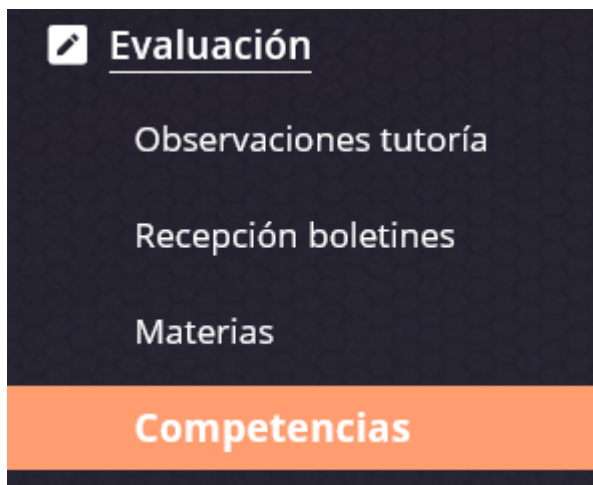 Evaluación
Observaciones tutoría
Recepción boletines
Materias
Competencias